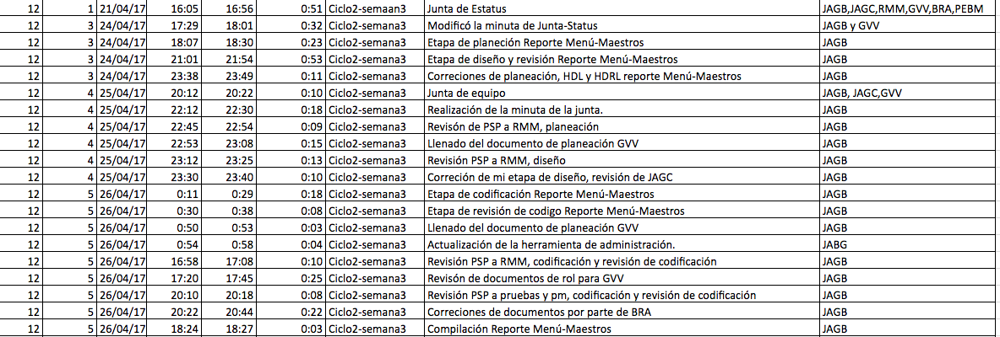 12 1 21/04/17 16:05 16:56 0:51 Ciclo2-semaan3 Junta de Estatus JAGB,JAGC,RMM,GVV,BRA,PEBM
12 3 24/04/17 17:29 18:01 0:32 Ciclo2-semana3 Modificó la minuta de Junta-Status JAGB y GVV
12 3 24/04/17 18:07 18:30 0:23 Ciclo2-semana3 Etapa de planeción Reporte Menú-Maestros JAGB
12 3 24/04/17 21:01 21:54 0:53 Ciclo2-semana3 Etapa de diseño y revisión Reporte Menú-Maestros JAGB
12 3 24/04/17 23:38 23:49 0:11 Ciclo2-semana3 Correciones de planeación, HDL y HDRL reporte Menú-Maestros JAGB
12 4 25/04/17 20:12 20:22 0:10 Ciclo2-semana3 Junta de equipo JAGB, JAGC,GVV
12 4 25/04/17 22:12 22:30 0:18 Ciclo2-semana3 Realización de la minuta de la junta. JAGB
12 4 25/04/17 22:45 22:54 0:09 Ciclo2-semana3 Revisón de PSP a RMM, planeación JAGB
12 4 25/04/17 22:53 23:08 0:15 Ciclo2-semana3 Llenado del documento de planeación GVV JAGB
12 4 25/04/17 23:12 23:25 0:13 Ciclo2-semana3 Revisión PSP a RMM, diseño JAGB
12 4 25/04/17 23:30 23:40 0:10 Ciclo2-semana3 Correción de mi etapa de diseño, revisión de JAGC JAGB
12 5 26/04/17 0:11 0:29 0:18 Ciclo2-semana3 Etapa de codificación Reporte Menú-Maestros JAGB
12 5 26/04/17 0:30 0:38 0:08 Ciclo2-semana3 Etapa de revisión de codigo Reporte Menú-Maestros JAGB
12 5 26/04/17 0:50 0:53 0:03 Ciclo2-semana3 Llenado del documento de planeación GVV JAGB
12 5 26/04/17 0:54 0:58 0:04 Ciclo2-semana3 Actualización de la herramienta de administración. JABG
12 5 26/04/17 16:58 17:08 0:10 Ciclo2-semana3 Revisión PSP a RMM, codificación y revisión de codificación JAGB
12 5 26/04/17 17:20 17:45 0:25 Ciclo2-semana3 Revisón de documentos de rol para GVV JAGB
12 5 26/04/17 20:10 20:18 0:08 Ciclo2-semana3 Revisión PSP a pruebas y pm, codificación y revisión de codificación JAGB
12 5 26/04/17 20:22 20:44 0:22 Ciclo2-semana3 Correciones de documentos por parte de BRA JAGB
12 5 26/04/17 18:24 18:27 0:03 Ciclo2-semana3 Compilación Reporte Menú-Maestros JAGB